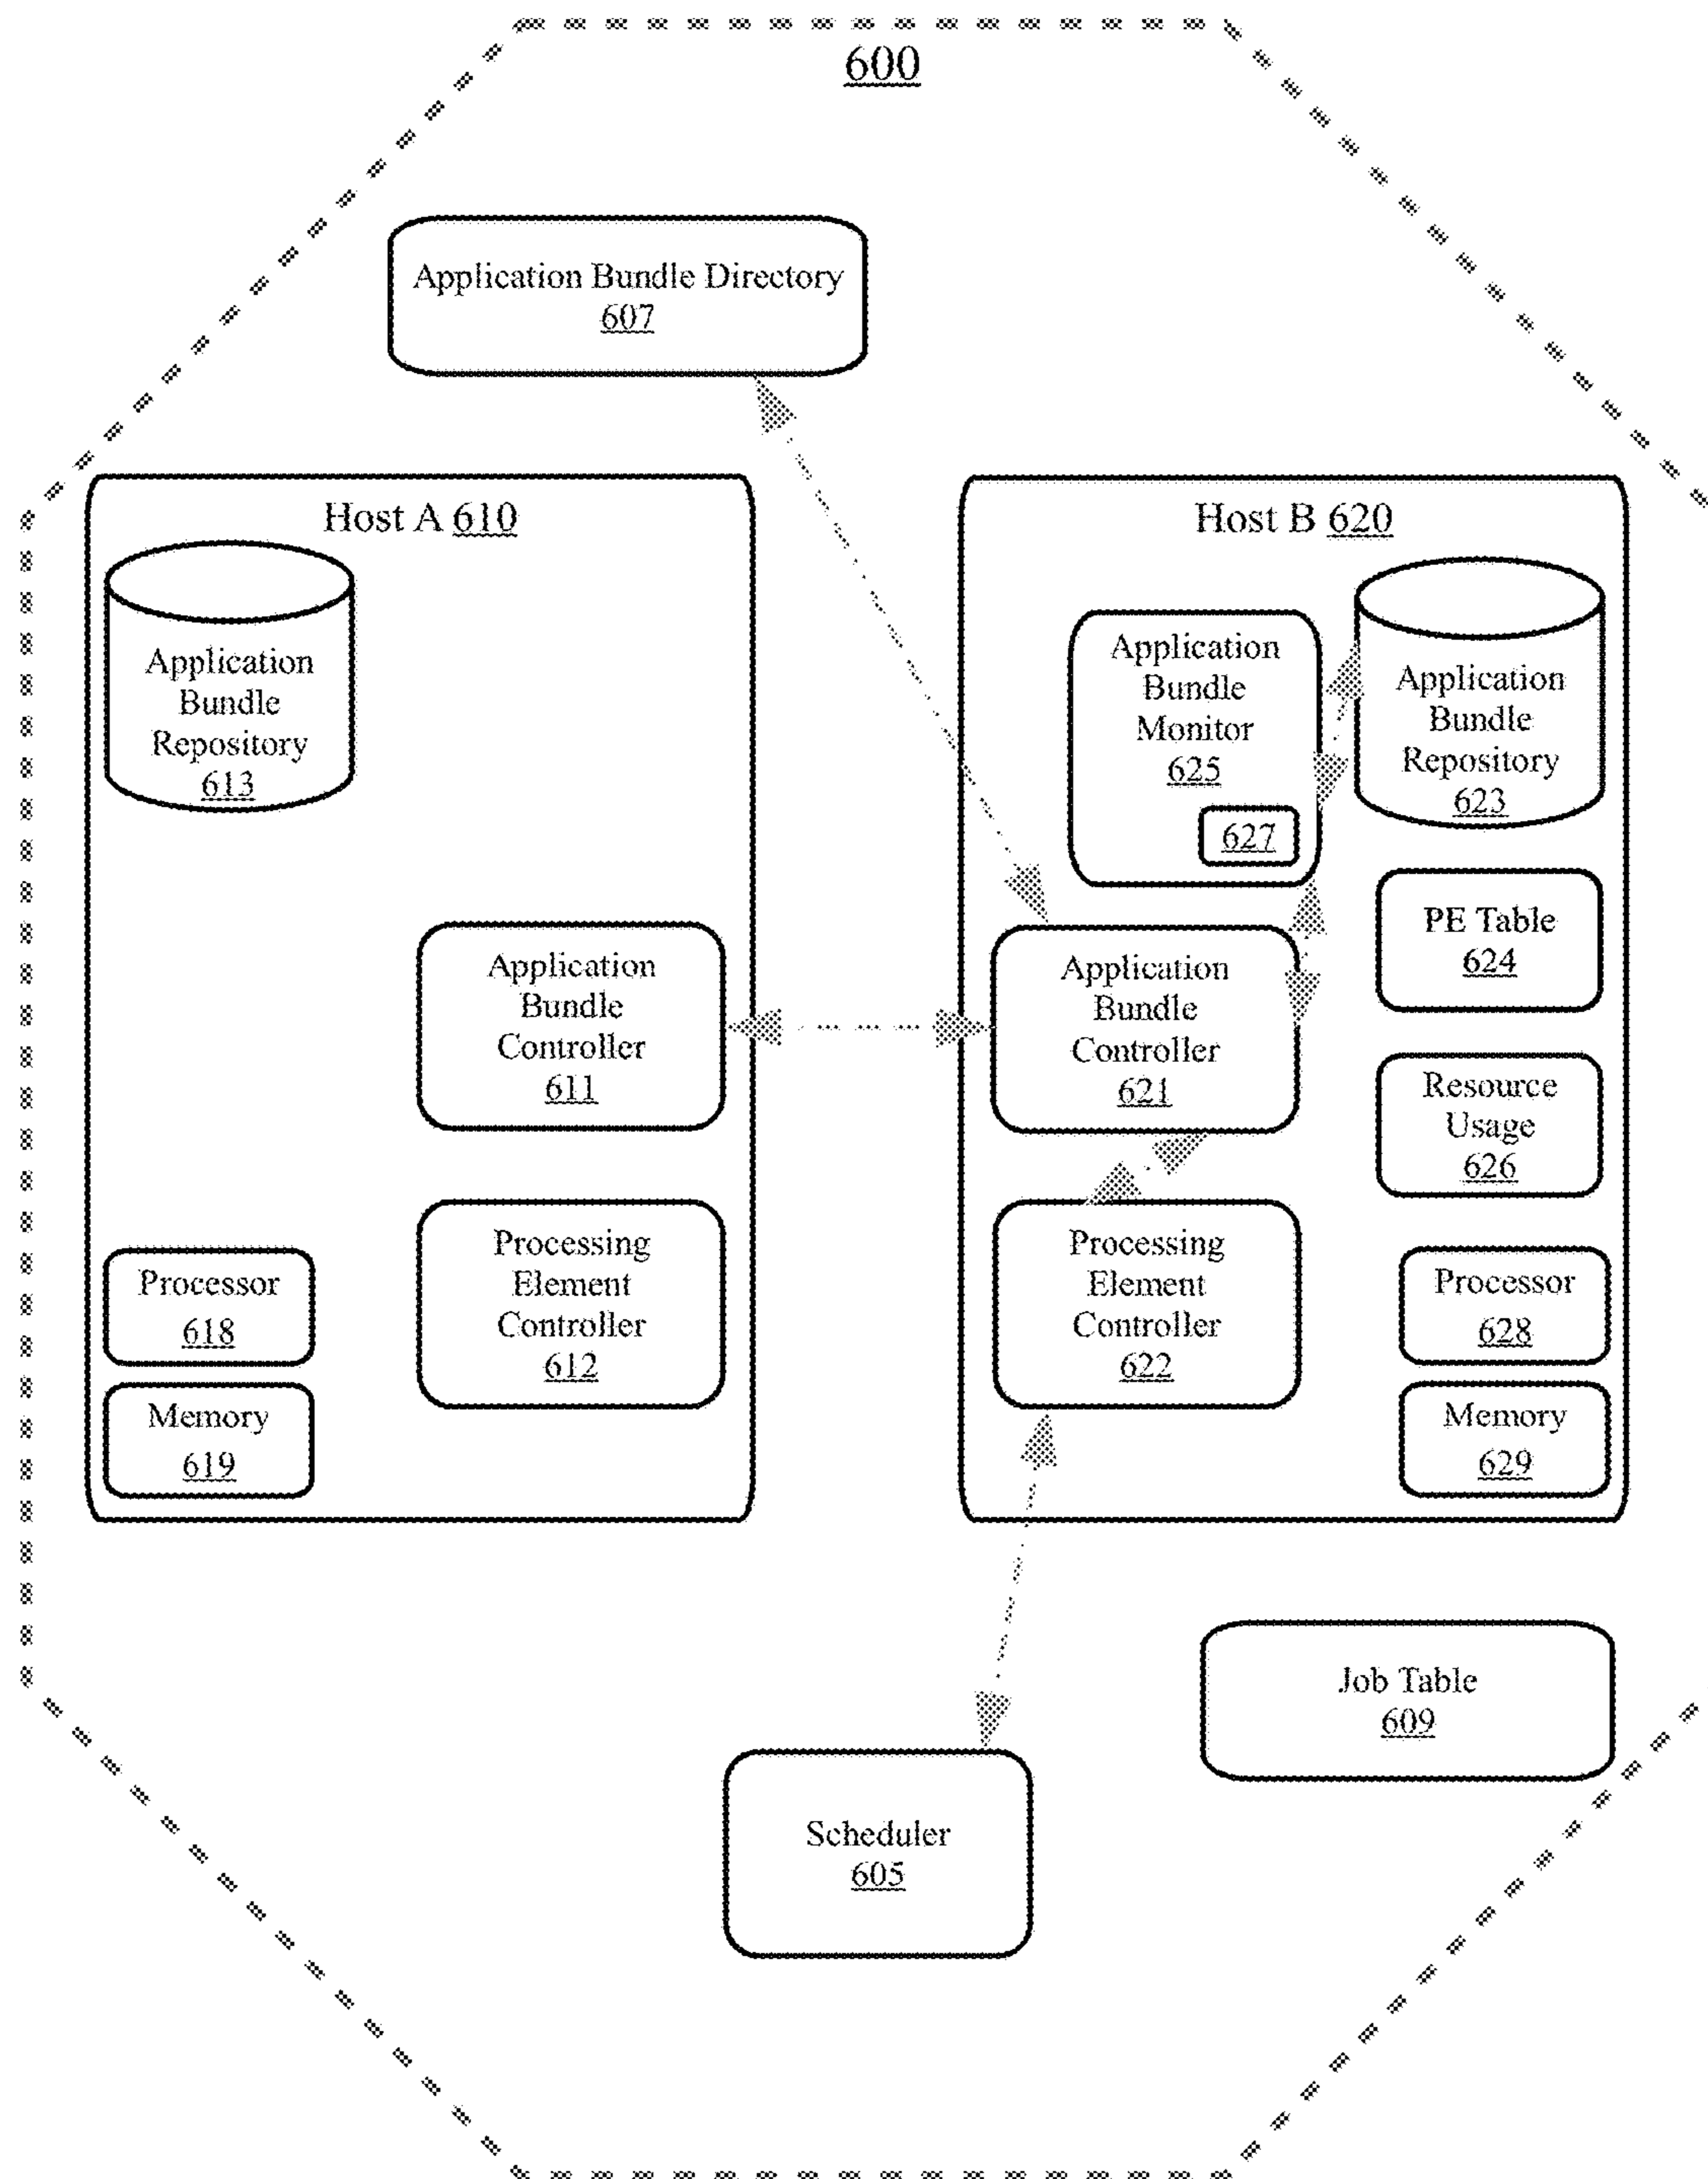 600
Application Bundle Directory
607
Host A 610
Application
Bundle
Repository
613
Application
Bundle
Controller
611
Processing
Element
Controller
612
Processor
618
Memory
619
Host B 620
Application
Bundle
Monitor
625
627
Application
Bundle
Repository
623
PE Table
624
Application
Bundle
Controller
621
Resource
Usage
626
Processing
Element
Controller
622
Processor
628
Memory
629
Job Table
609
Scheduler
605